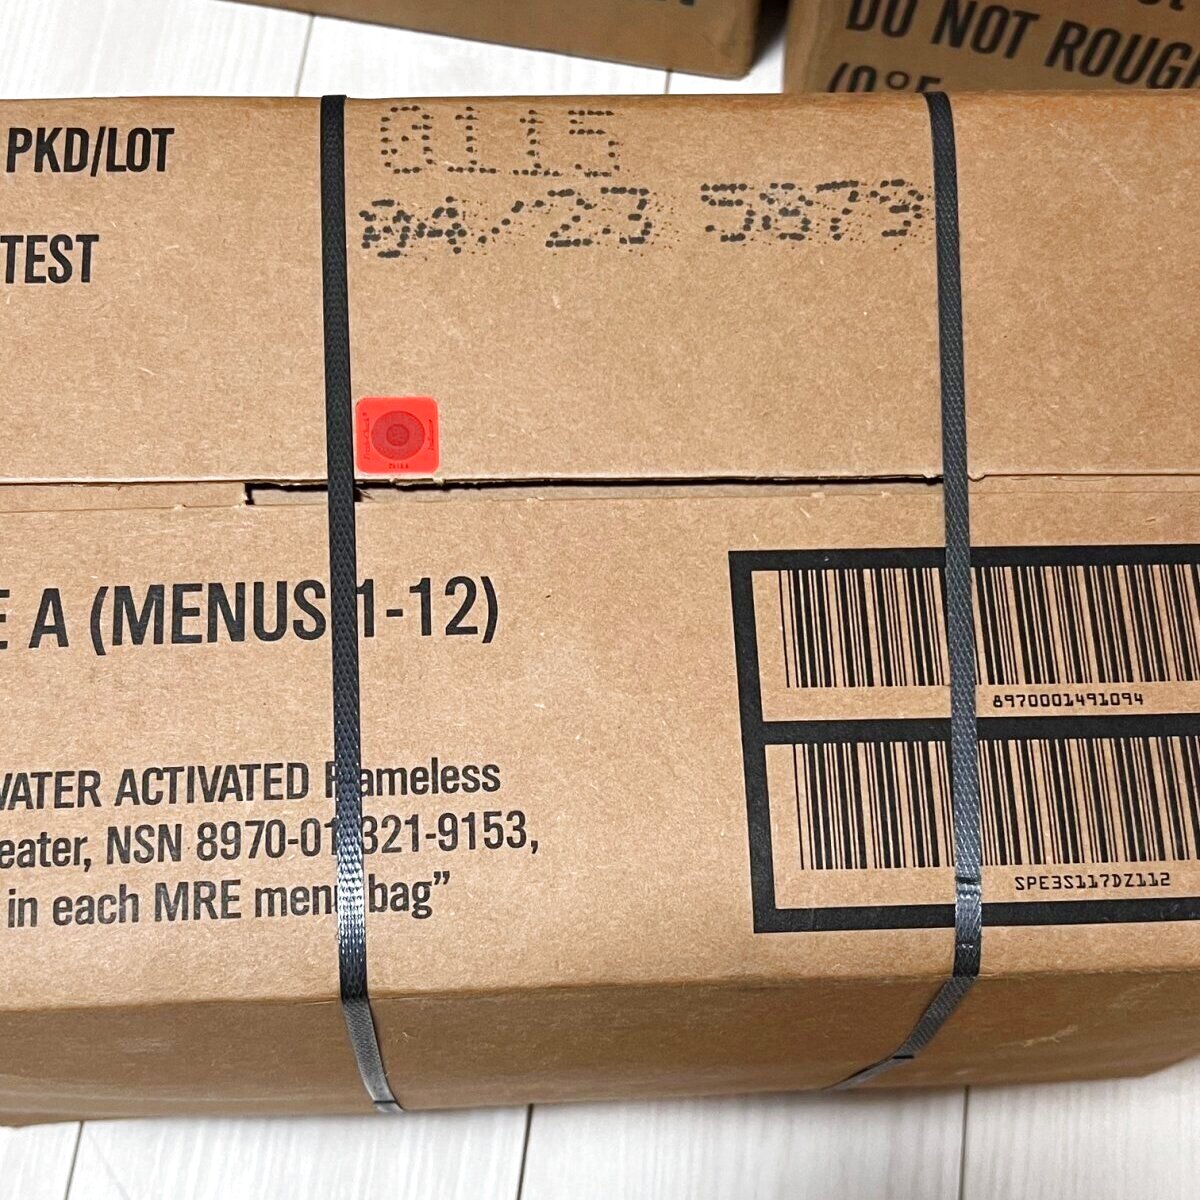 DO NOT ROUGH
PKD/LOT 0115
TEST 04/23 5873
A (MENUS 1-12)
8970001491094
WATER ACTIVATED Flameless
eater, NSN 8970-01-321-9153,
in each MRE menu bag”
SPE3S117DZ112